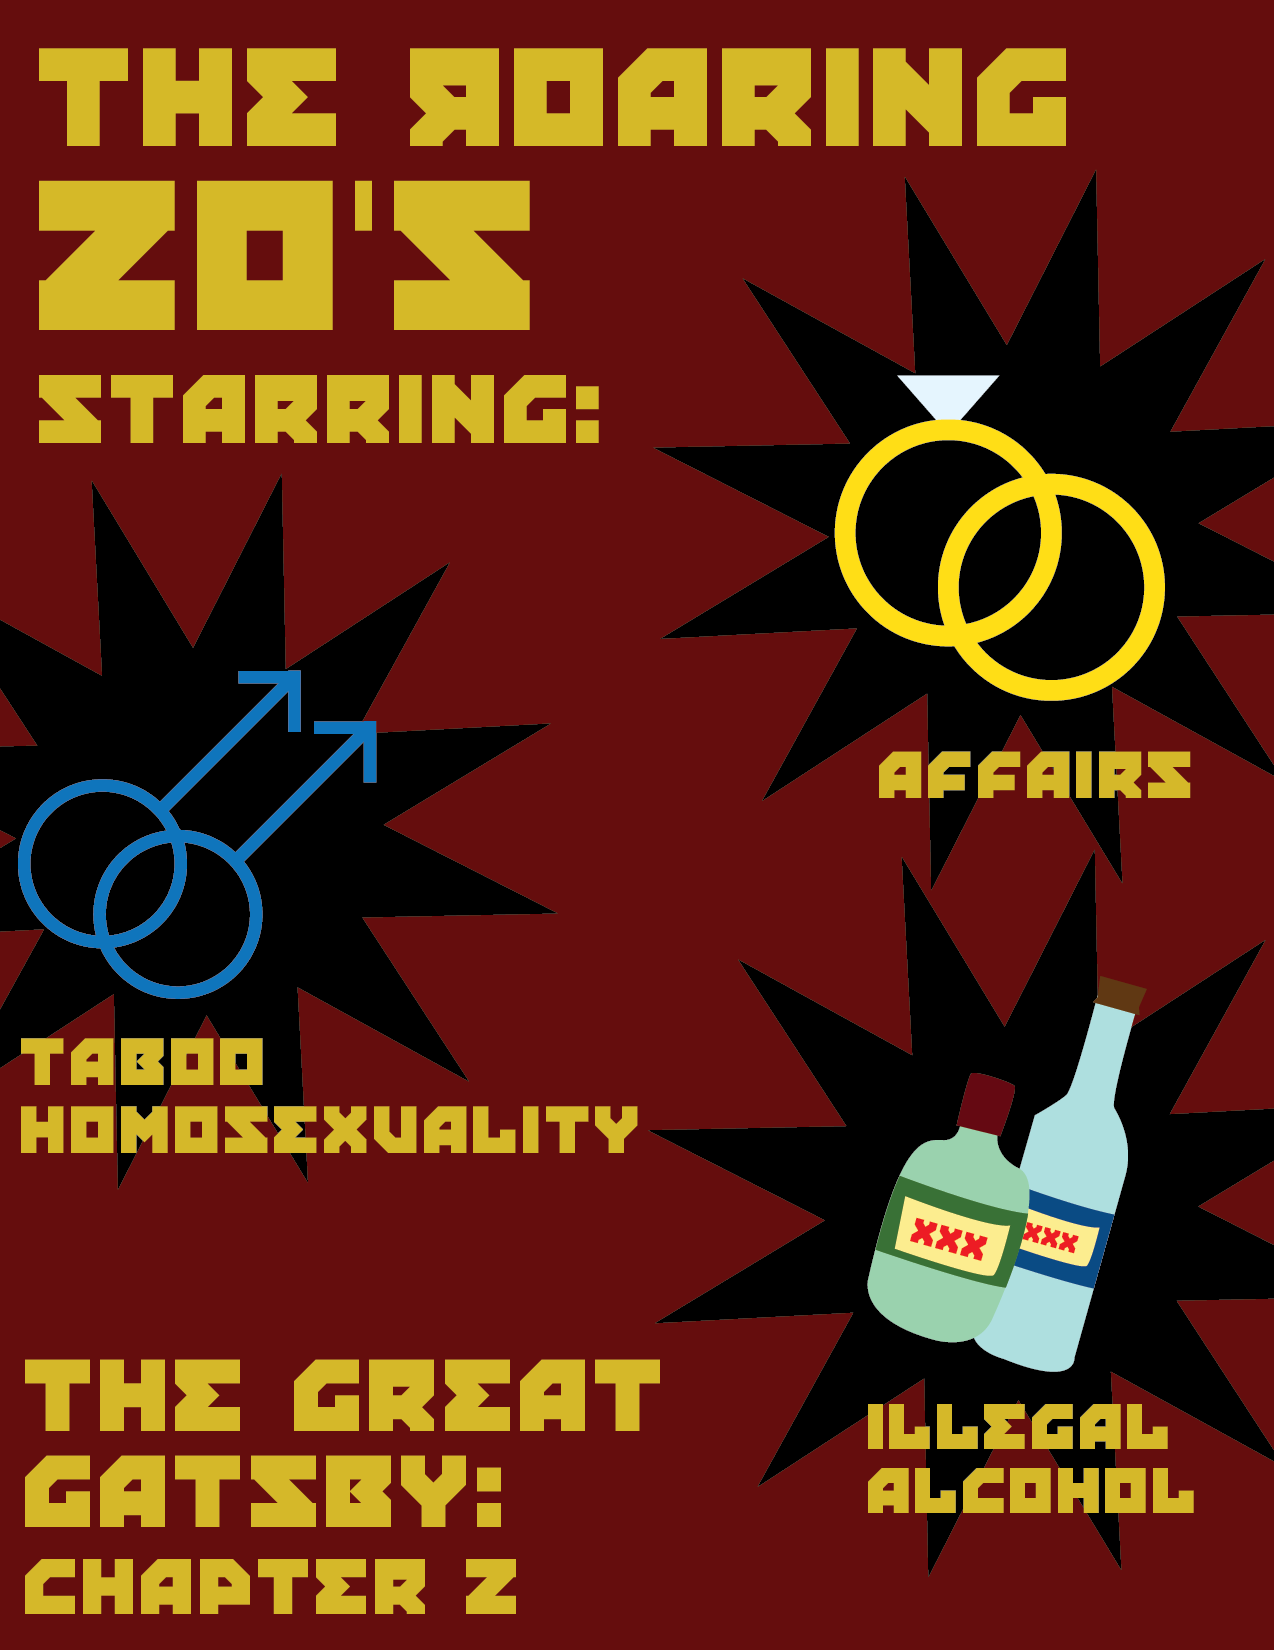 THE ROARING
20'S
STARRING:
AFFAIRS
TABOO
HOMOSEXUALITY
XXX
XXX
ILLEGAL
ALCOHOL
THE GREAT
GATSBY:
CHAPTER 2